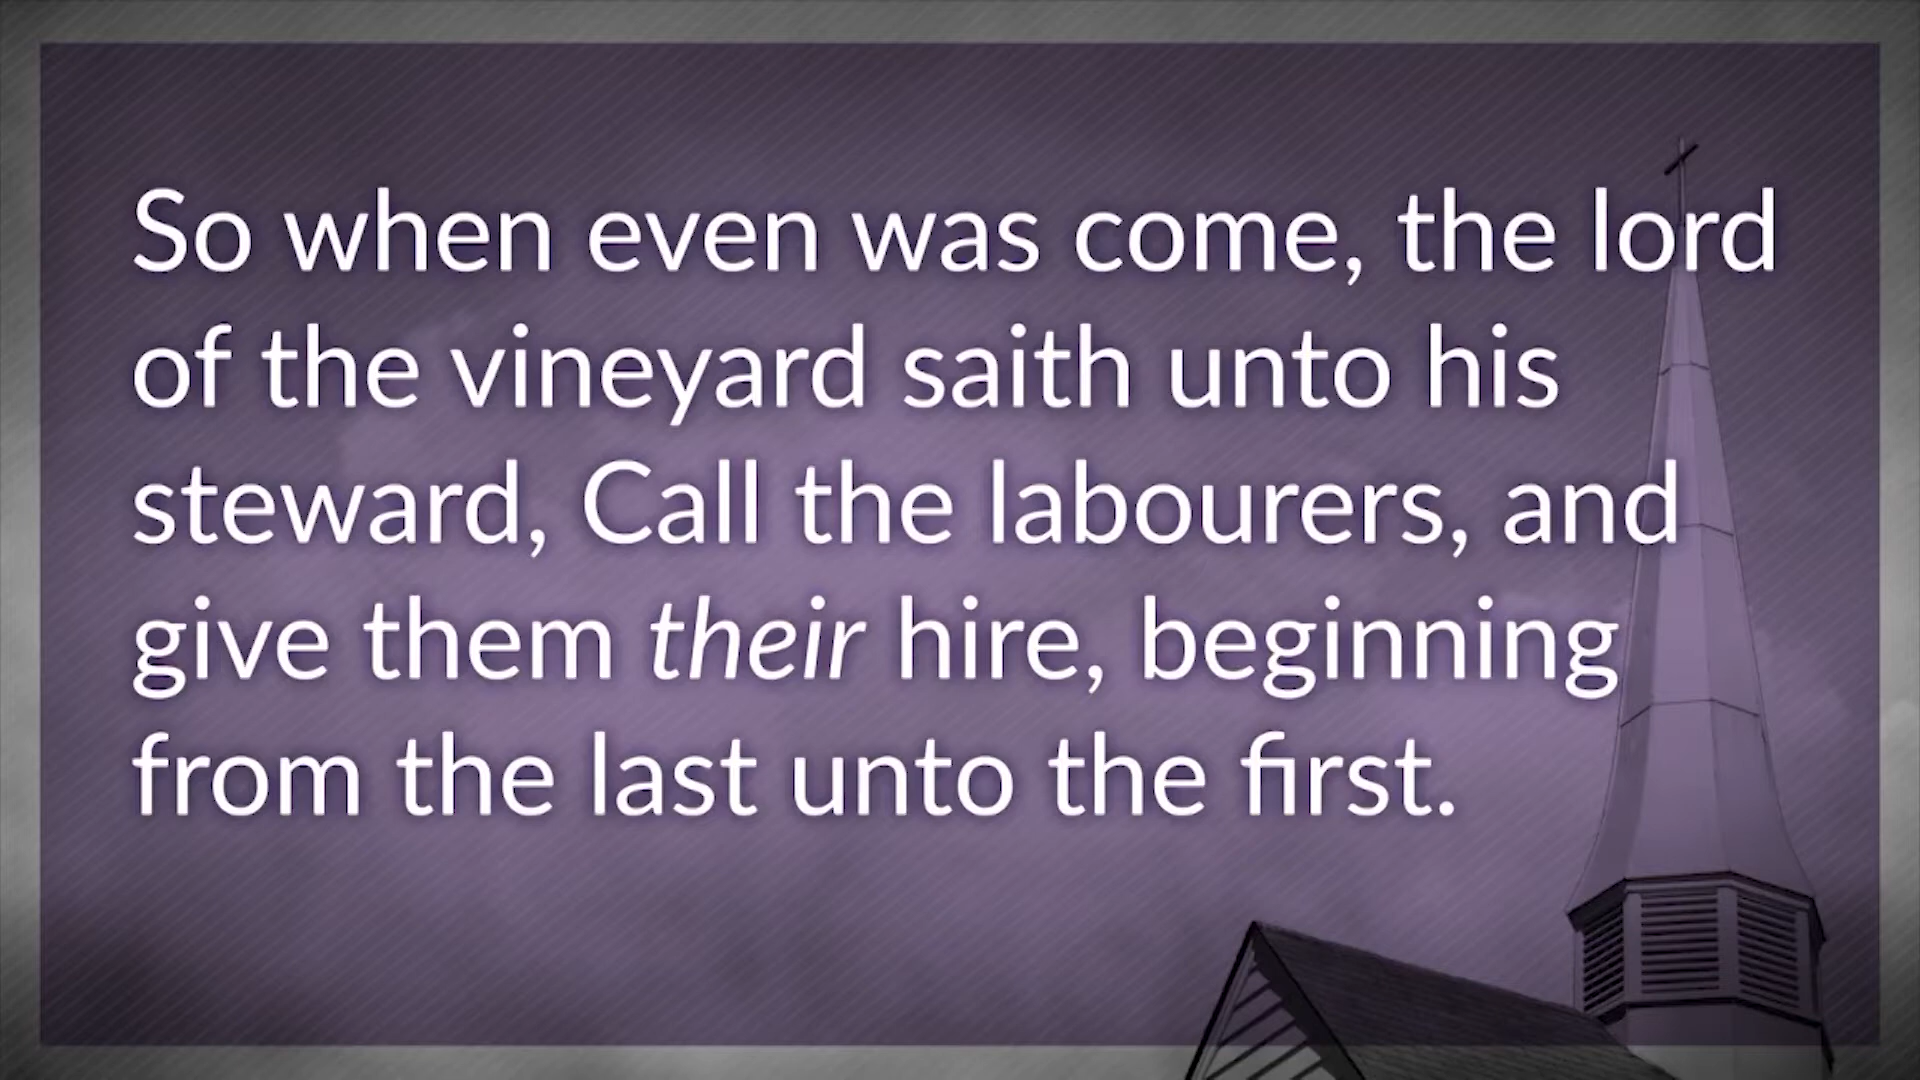 So when even was come, the lord
of the vineyard saith unto his
steward, Call the labourers, and
give them their hire, beginning
from the last unto the first.